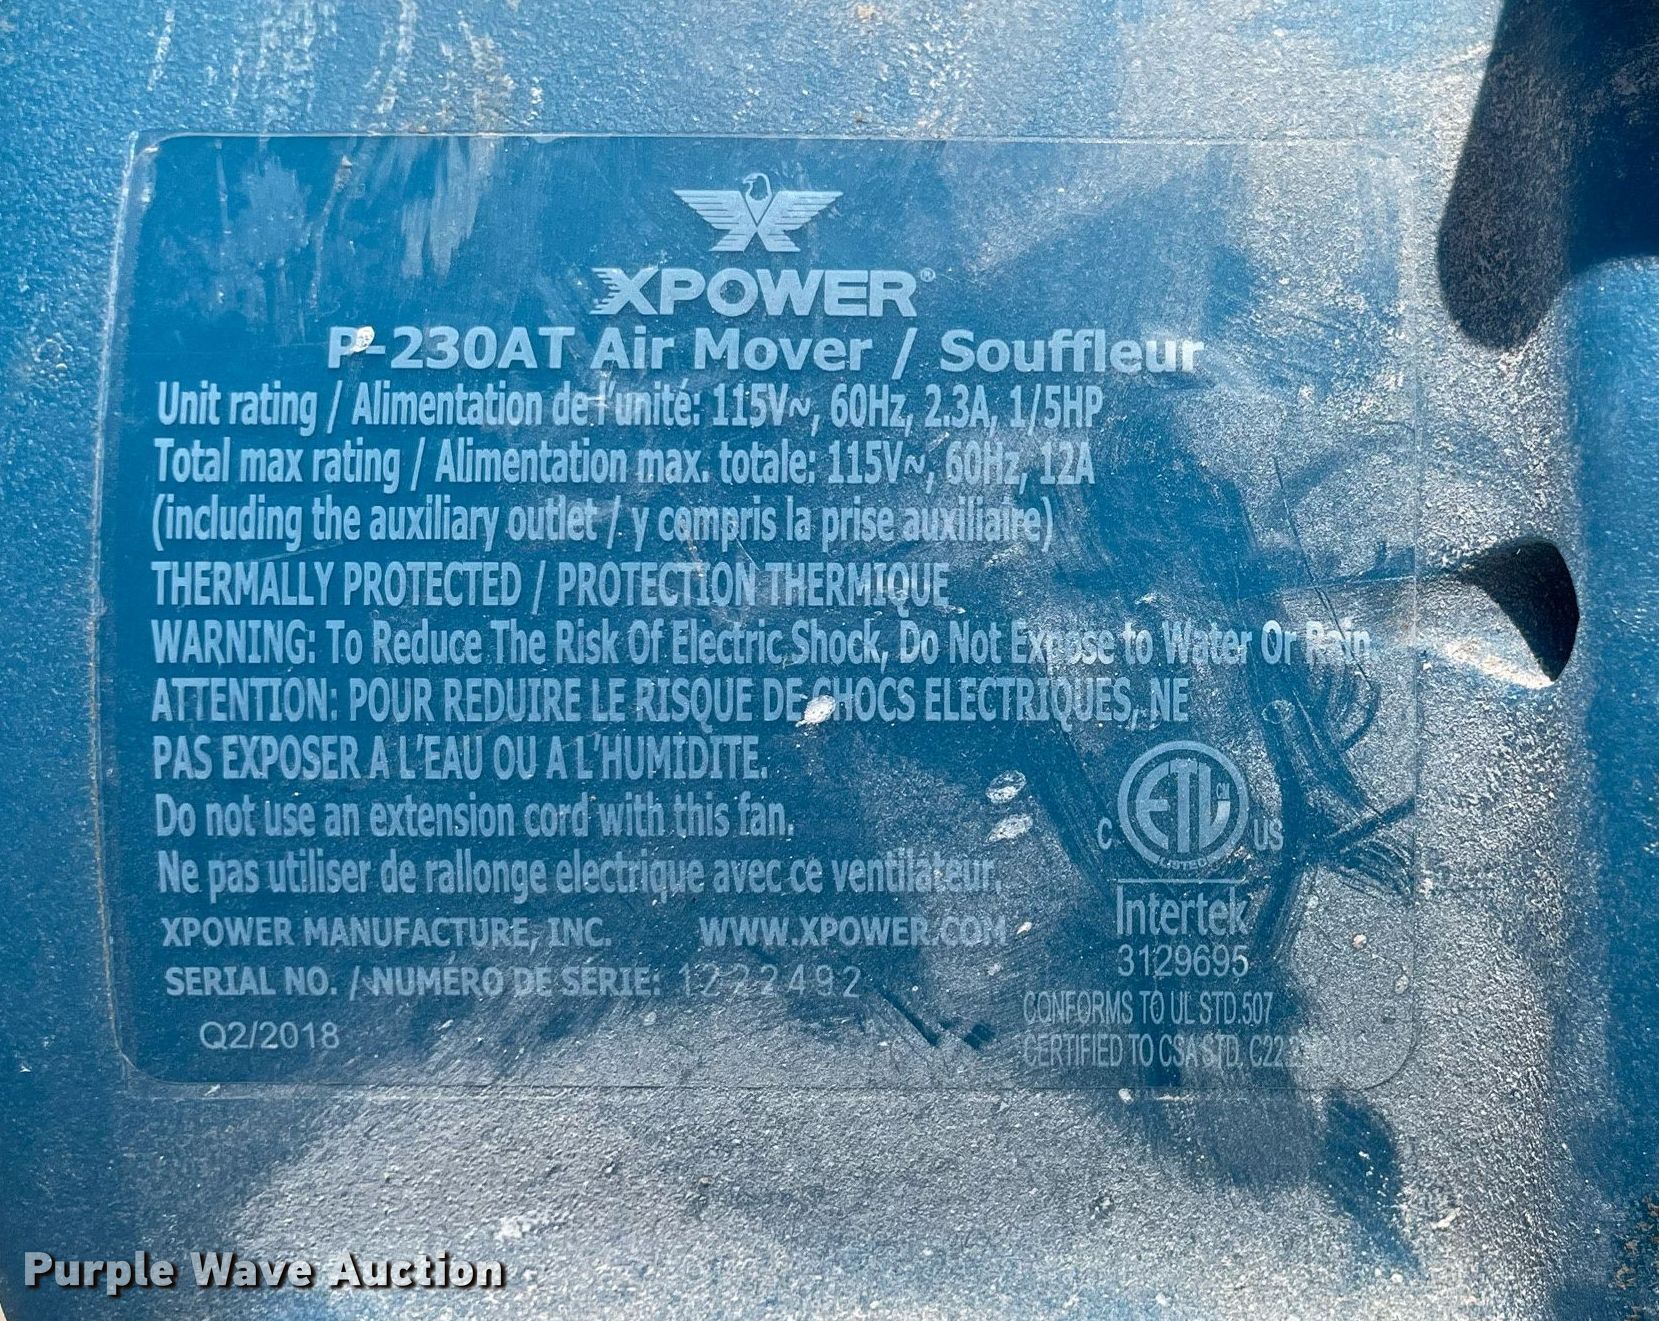 XPOWER®
P-230AT Air Mover / Souffleur
Unit rating / Alimentation de l'unité: 115V~, 60Hz, 2.3A, 1/5HP
Total max rating / Alimentation max. totale: 115V~, 60Hz, 12A
(including the auxiliary outlet / y compris la prise auxiliaire)
THERMALLY PROTECTED / PROTECTION THERMIQUE
WARNING: To Reduce The Risk Of Electric Shock, Do Not Expose to Water Or Rain.
ATTENTION: POUR REDUIRE LE RISQUE DE CHOCS ELECTRIQUES, NE
PAS EXPOSER A L'EAU OU A L'HUMIDITE.
Do not use an extension cord with this fan.
Ne pas utiliser de rallonge electrique avec ce ventilateur.
XPOWER MANUFACTURE, INC. WWW.XPOWER.COM
SERIAL NO. / NUMÉRO DE SÉRIE: 1222492
Q2/2018
C ETL CM US
LISTED
Intertek
3129695
CONFORMS TO UL STD.507
CERTIFIED TO CSA STD. C22.2
Purple Wave Auction